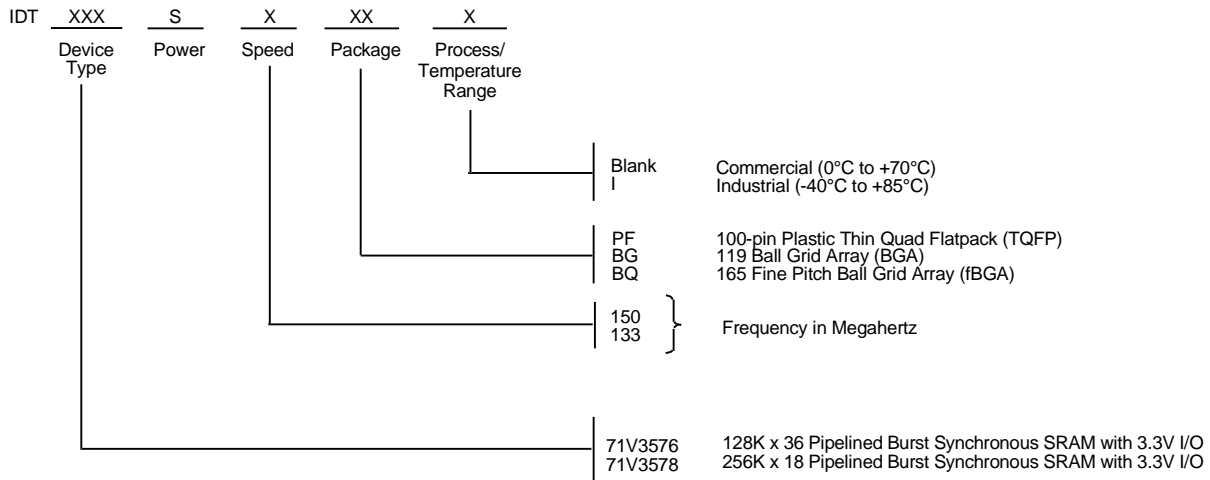 IDT XXX S X XX X
Device Type
Power
Speed
Package
Process/
Temperature
Range
Blank Commercial (0°C to +70°C)
I Industrial (-40°C to +85°C)
PF 100-pin Plastic Thin Quad Flatpack (TQFP)
BG 119 Ball Grid Array (BGA)
BQ 165 Fine Pitch Ball Grid Array (fBGA)
150
133
Frequency in Megahertz
71V3576 128K x 36 Pipelined Burst Synchronous SRAM with 3.3V I/O
71V3578 256K x 18 Pipelined Burst Synchronous SRAM with 3.3V I/O